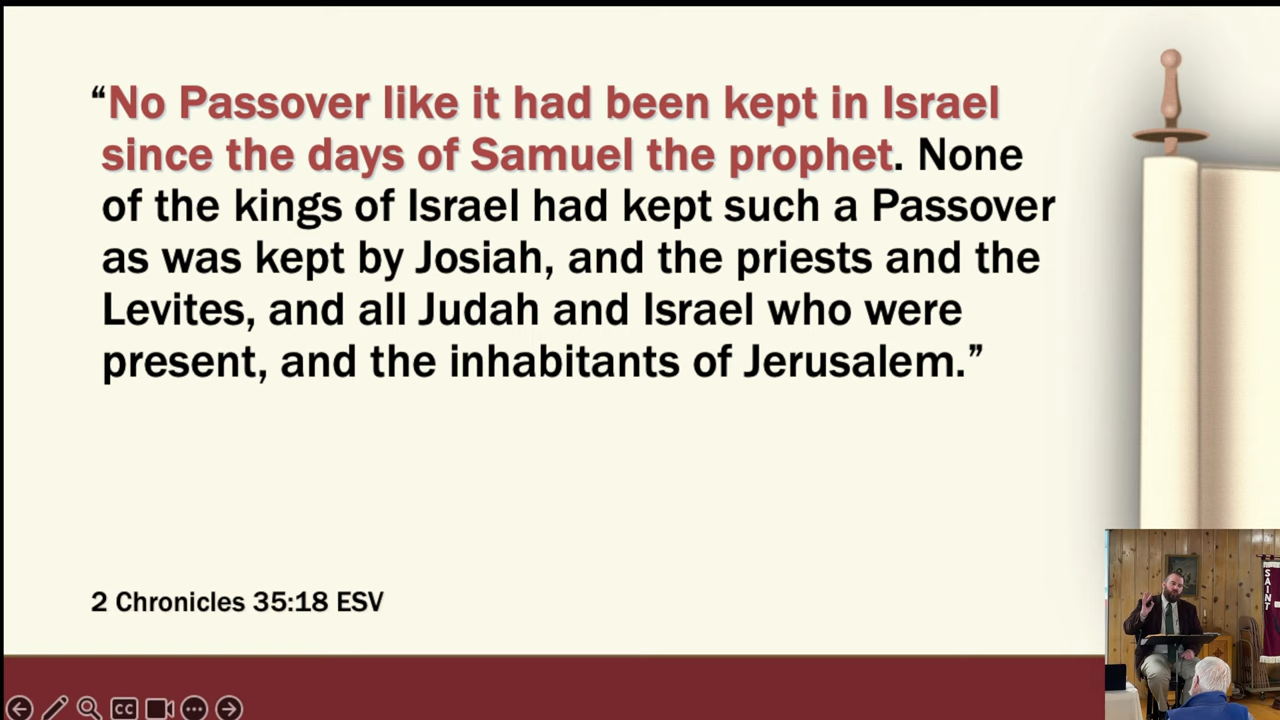 “No Passover like it had been kept in Israel
since the days of Samuel the prophet. None
of the kings of Israel had kept such a Passover
as was kept by Josiah, and the priests and the
Levites, and all Judah and Israel who were
present, and the inhabitants of Jerusalem.”
2 Chronicles 35:18 ESV
SAINT
CC